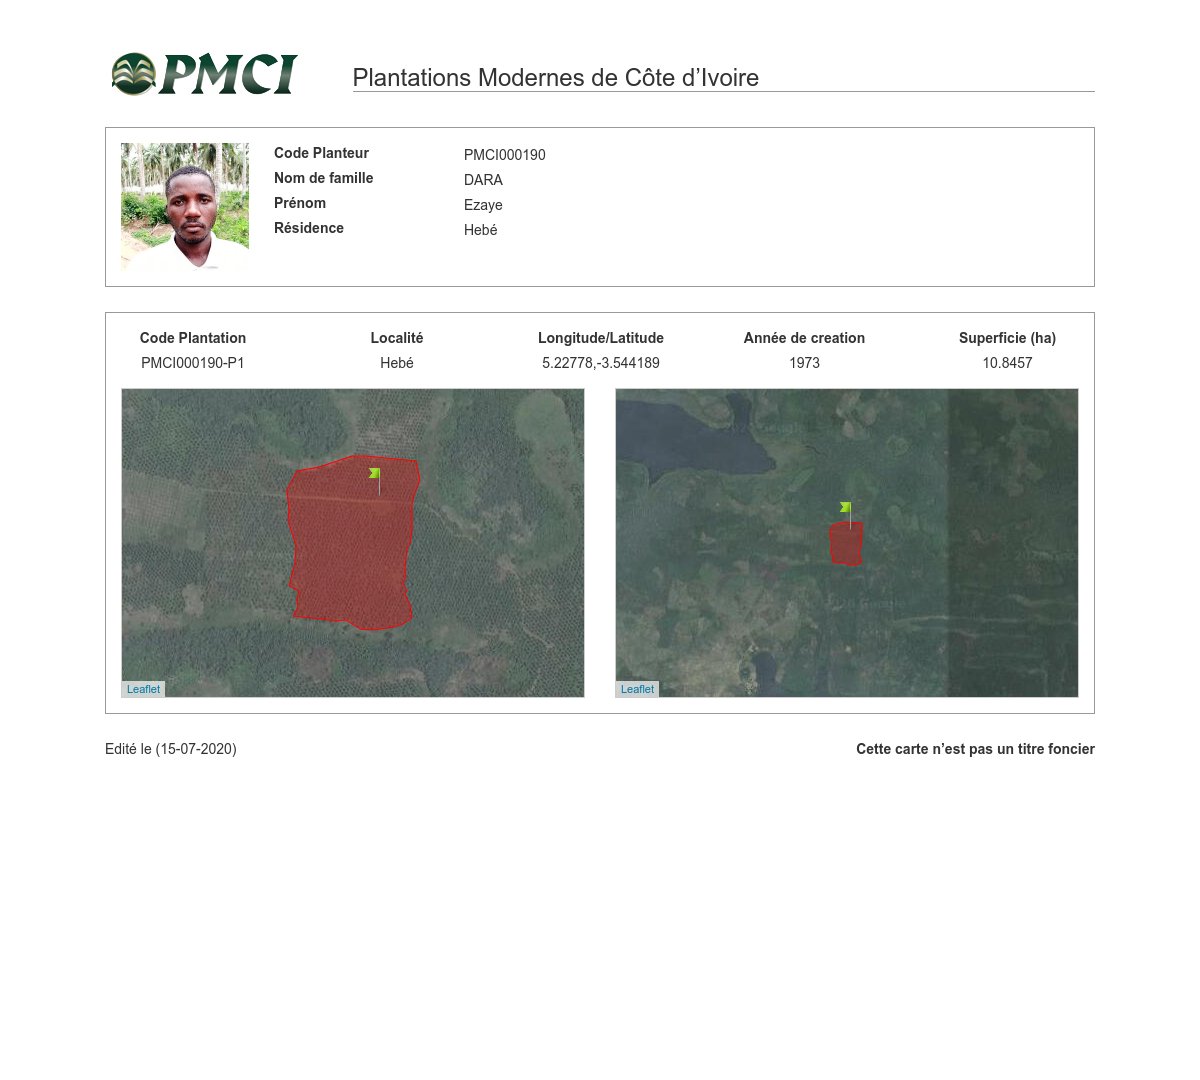 PMCI
Plantations Modernes de Côte d’Ivoire
Code Planteur PMCI000190
Nom de famille DARA
Prénom Ezaye
Résidence Hebé
Code Plantation Localité Longitude/Latitude Année de creation Superficie (ha)
PMCI000190-P1 Hebé 5.22778,-3.544189 1973 10.8457
Leaflet Leaflet
Edité le (15-07-2020) Cette carte n’est pas un titre foncier